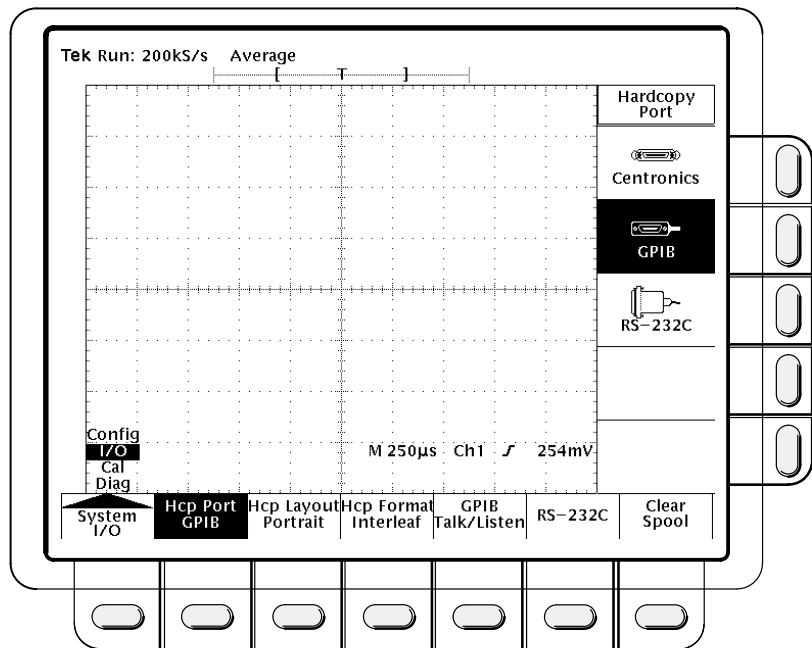 Tek Run: 200kS/s Average
[ T ]
Hardcopy
Port
Centronics
GPIB
RS–232C
Config
I/O
Cal
Diag
M 250µs Ch1 ∫ 254mV
System
I/O
Hcp Port
GPIB
Hcp Layout
Portrait
Hcp Format
Interleaf
GPIB
Talk/Listen
RS–232C
Clear
Spool